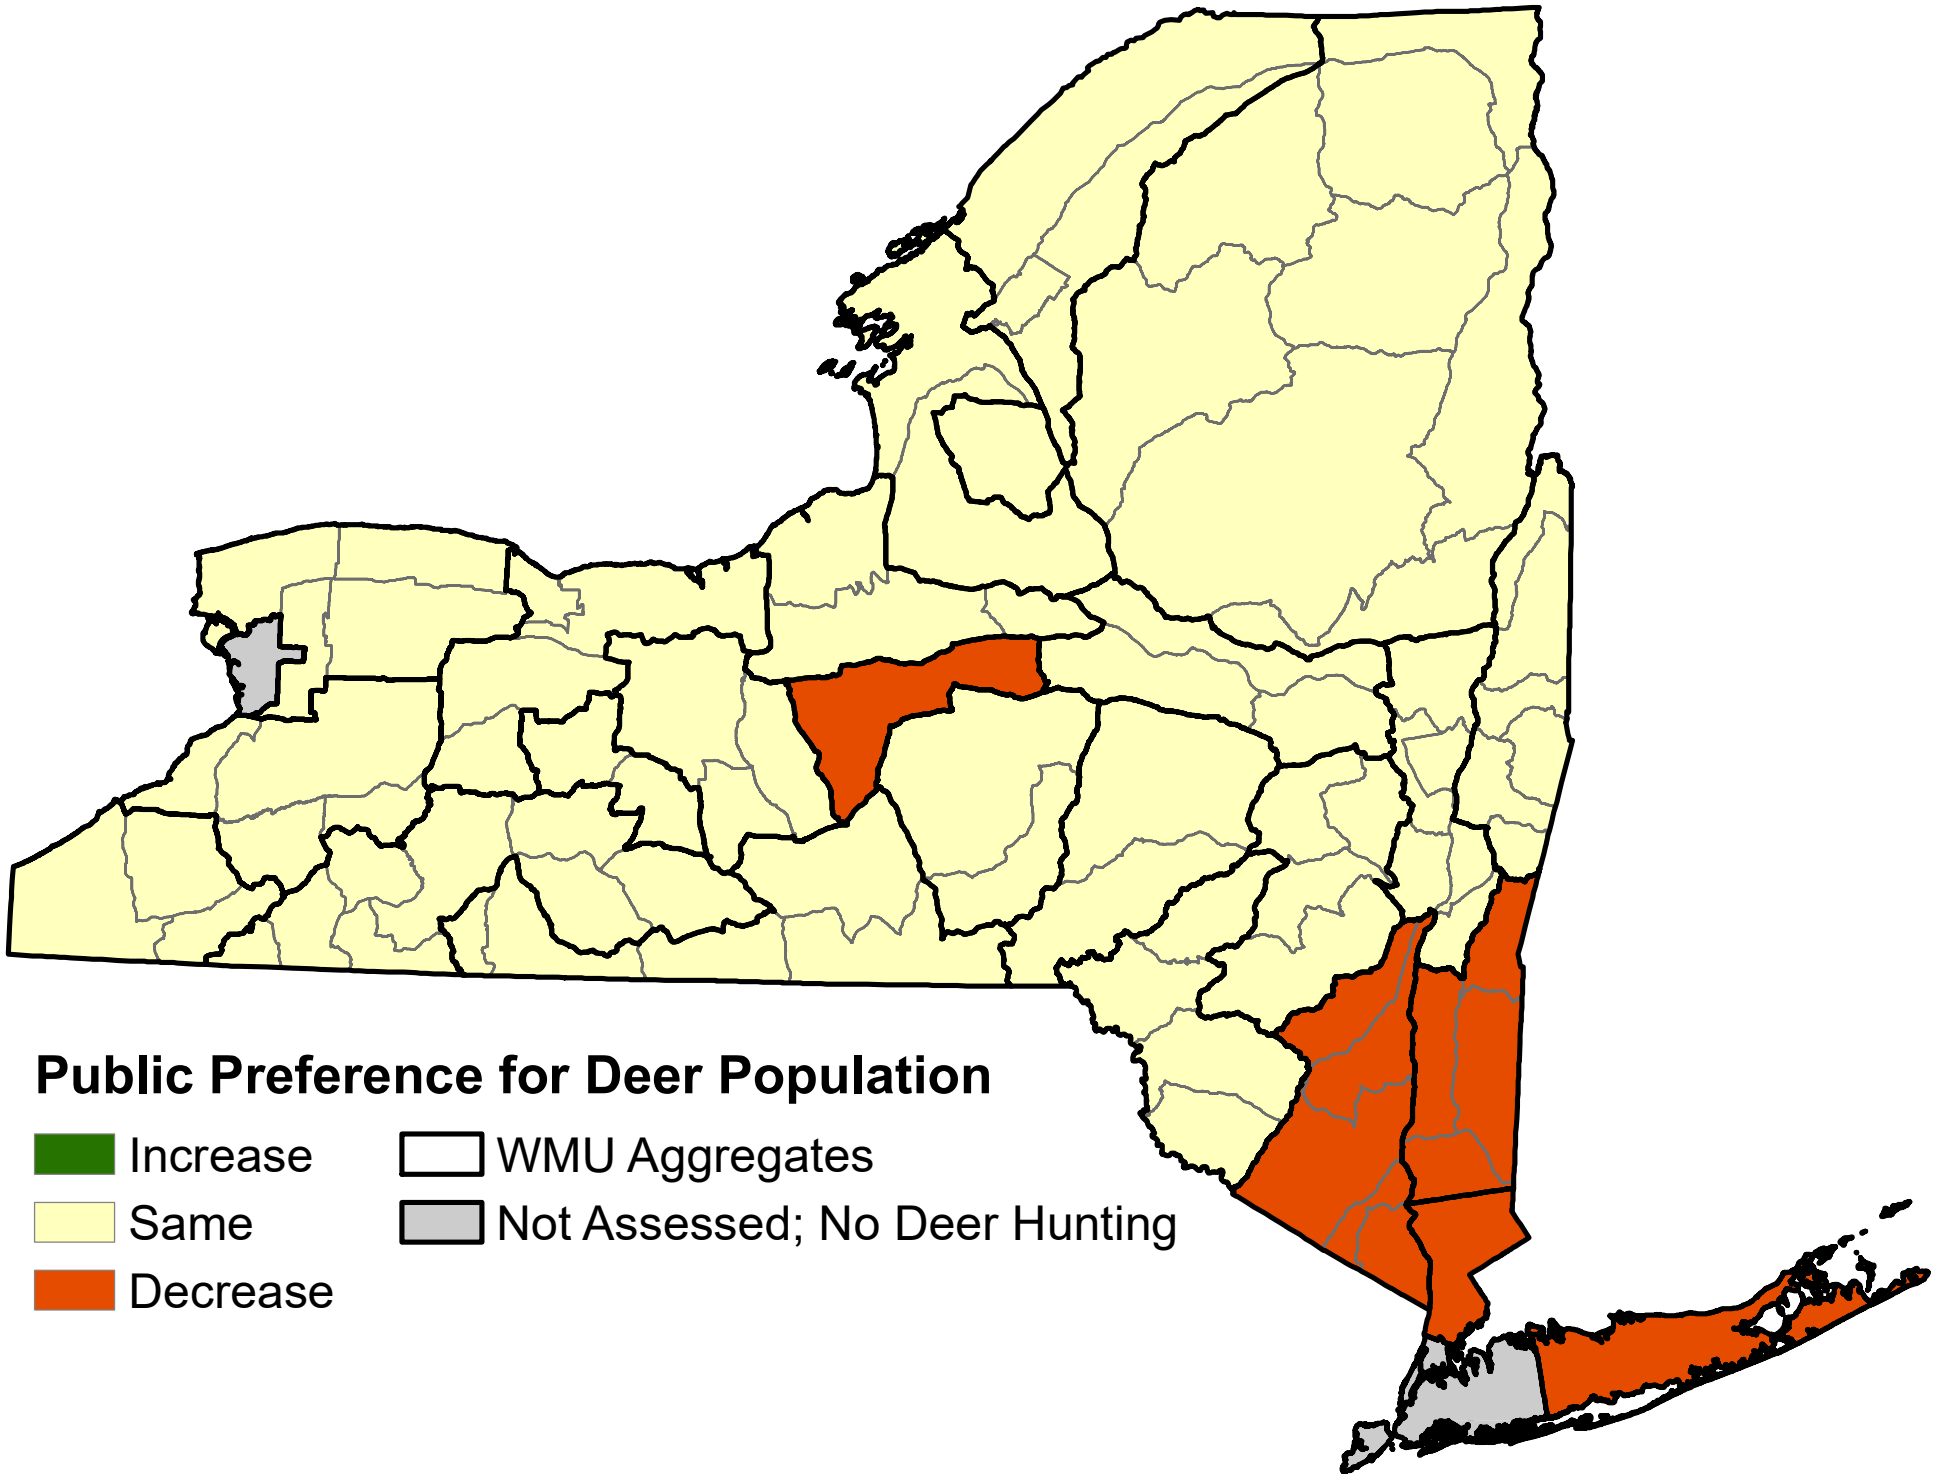 Public Preference for Deer Population
Increase
WMU Aggregates
Same
Not Assessed; No Deer Hunting
Decrease